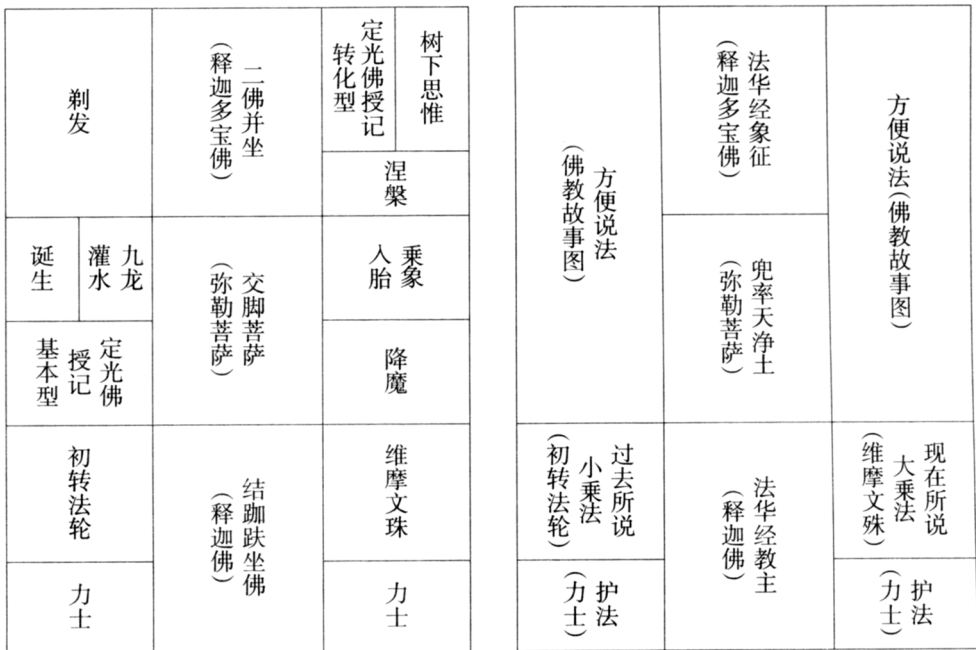 剃发
二佛并坐
(释迦多宝佛)
定光佛授记
转化型
树下思惟
涅槃
诞生
九龙
灌水
交脚菩萨
(弥勒菩萨)
乘象
入胎
定光佛
授记
基本型
降魔
初转法轮
结跏趺坐佛
(释迦佛)
维摩文珠
力士
力士
方便说法
(佛教故事图)
法华经象征
(释迦多宝佛)
方便说法(佛教故事图)
兜率天净土
(弥勒菩萨)
过去所说
小乘法
(初转法轮)
法华经教主
(释迦佛)
现在所说
大乘法
(维摩文殊)
护法
(力士)
护法
(力士)